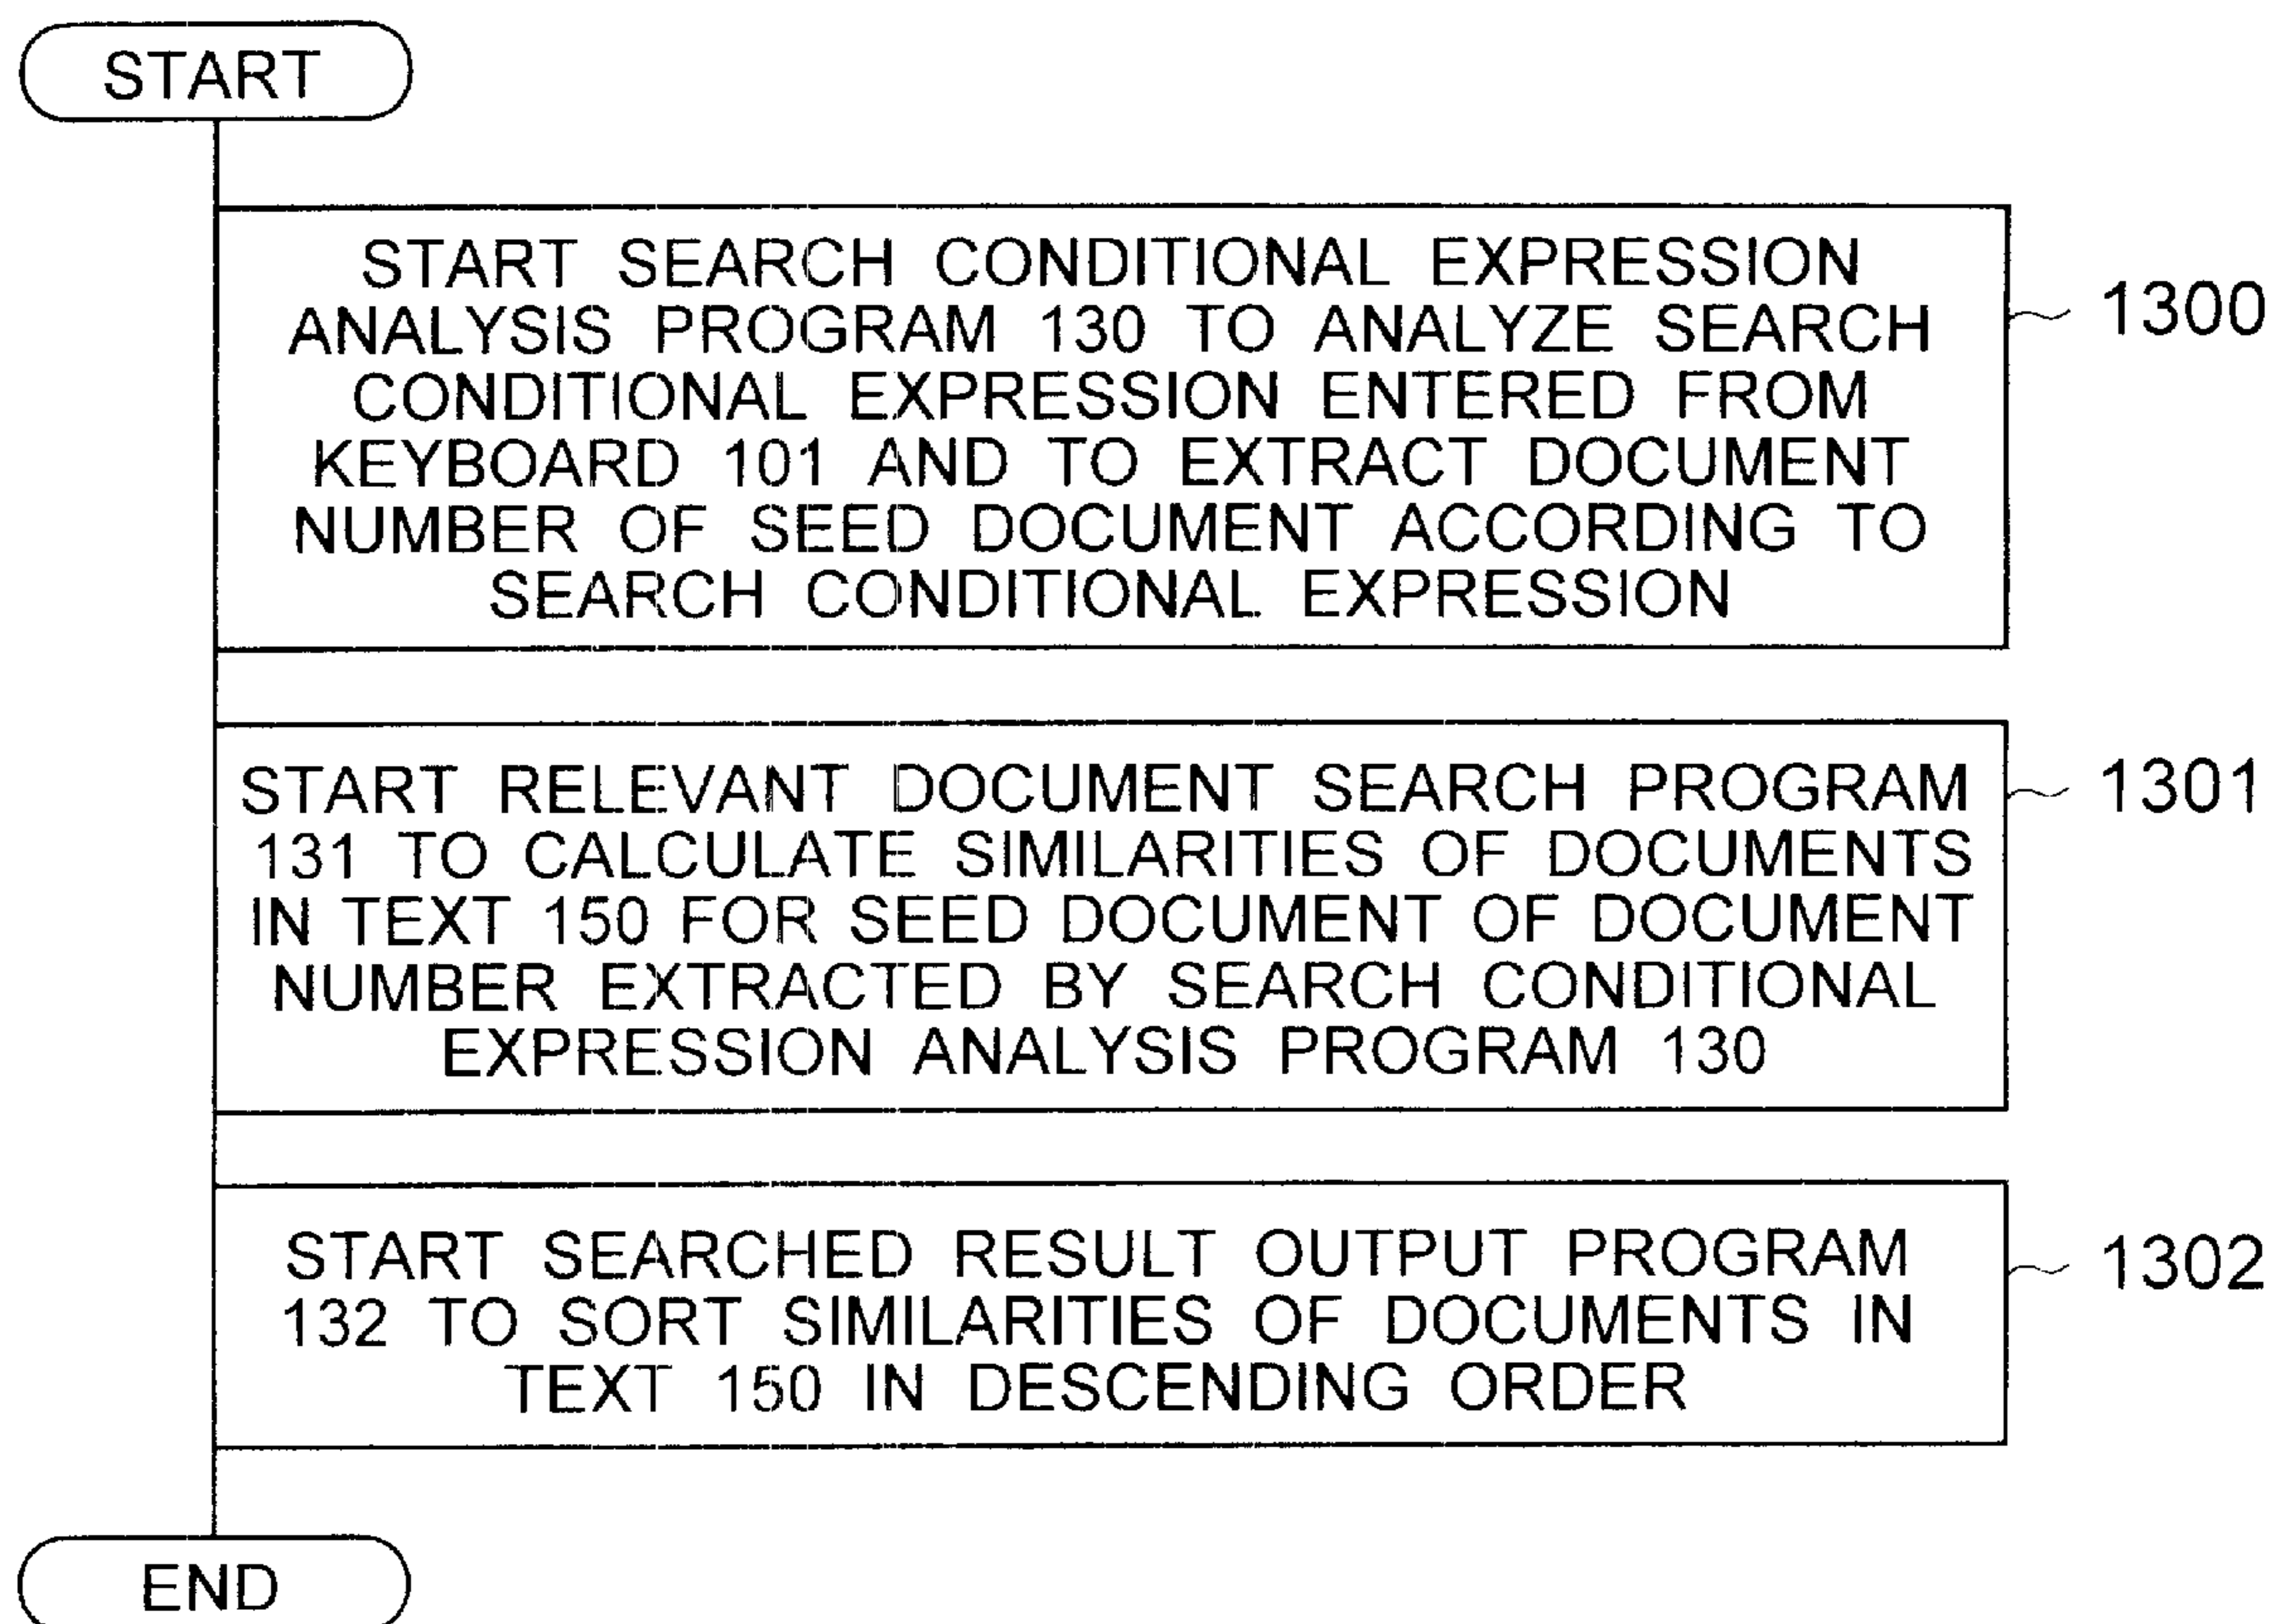 START
START SEARCH CONDITIONAL EXPRESSION
ANALYSIS PROGRAM 130 TO ANALYZE SEARCH
CONDITIONAL EXPRESSION ENTERED FROM
KEYBOARD 101 AND TO EXTRACT DOCUMENT
NUMBER OF SEED DOCUMENT ACCORDING TO
SEARCH CONDITIONAL EXPRESSION
1300
START RELEVANT DOCUMENT SEARCH PROGRAM
131 TO CALCULATE SIMILARITIES OF DOCUMENTS
IN TEXT 150 FOR SEED DOCUMENT OF DOCUMENT
NUMBER EXTRACTED BY SEARCH CONDITIONAL
EXPRESSION ANALYSIS PROGRAM 130
1301
START SEARCHED RESULT OUTPUT PROGRAM
132 TO SORT SIMILARITIES OF DOCUMENTS IN
TEXT 150 IN DESCENDING ORDER
1302
END